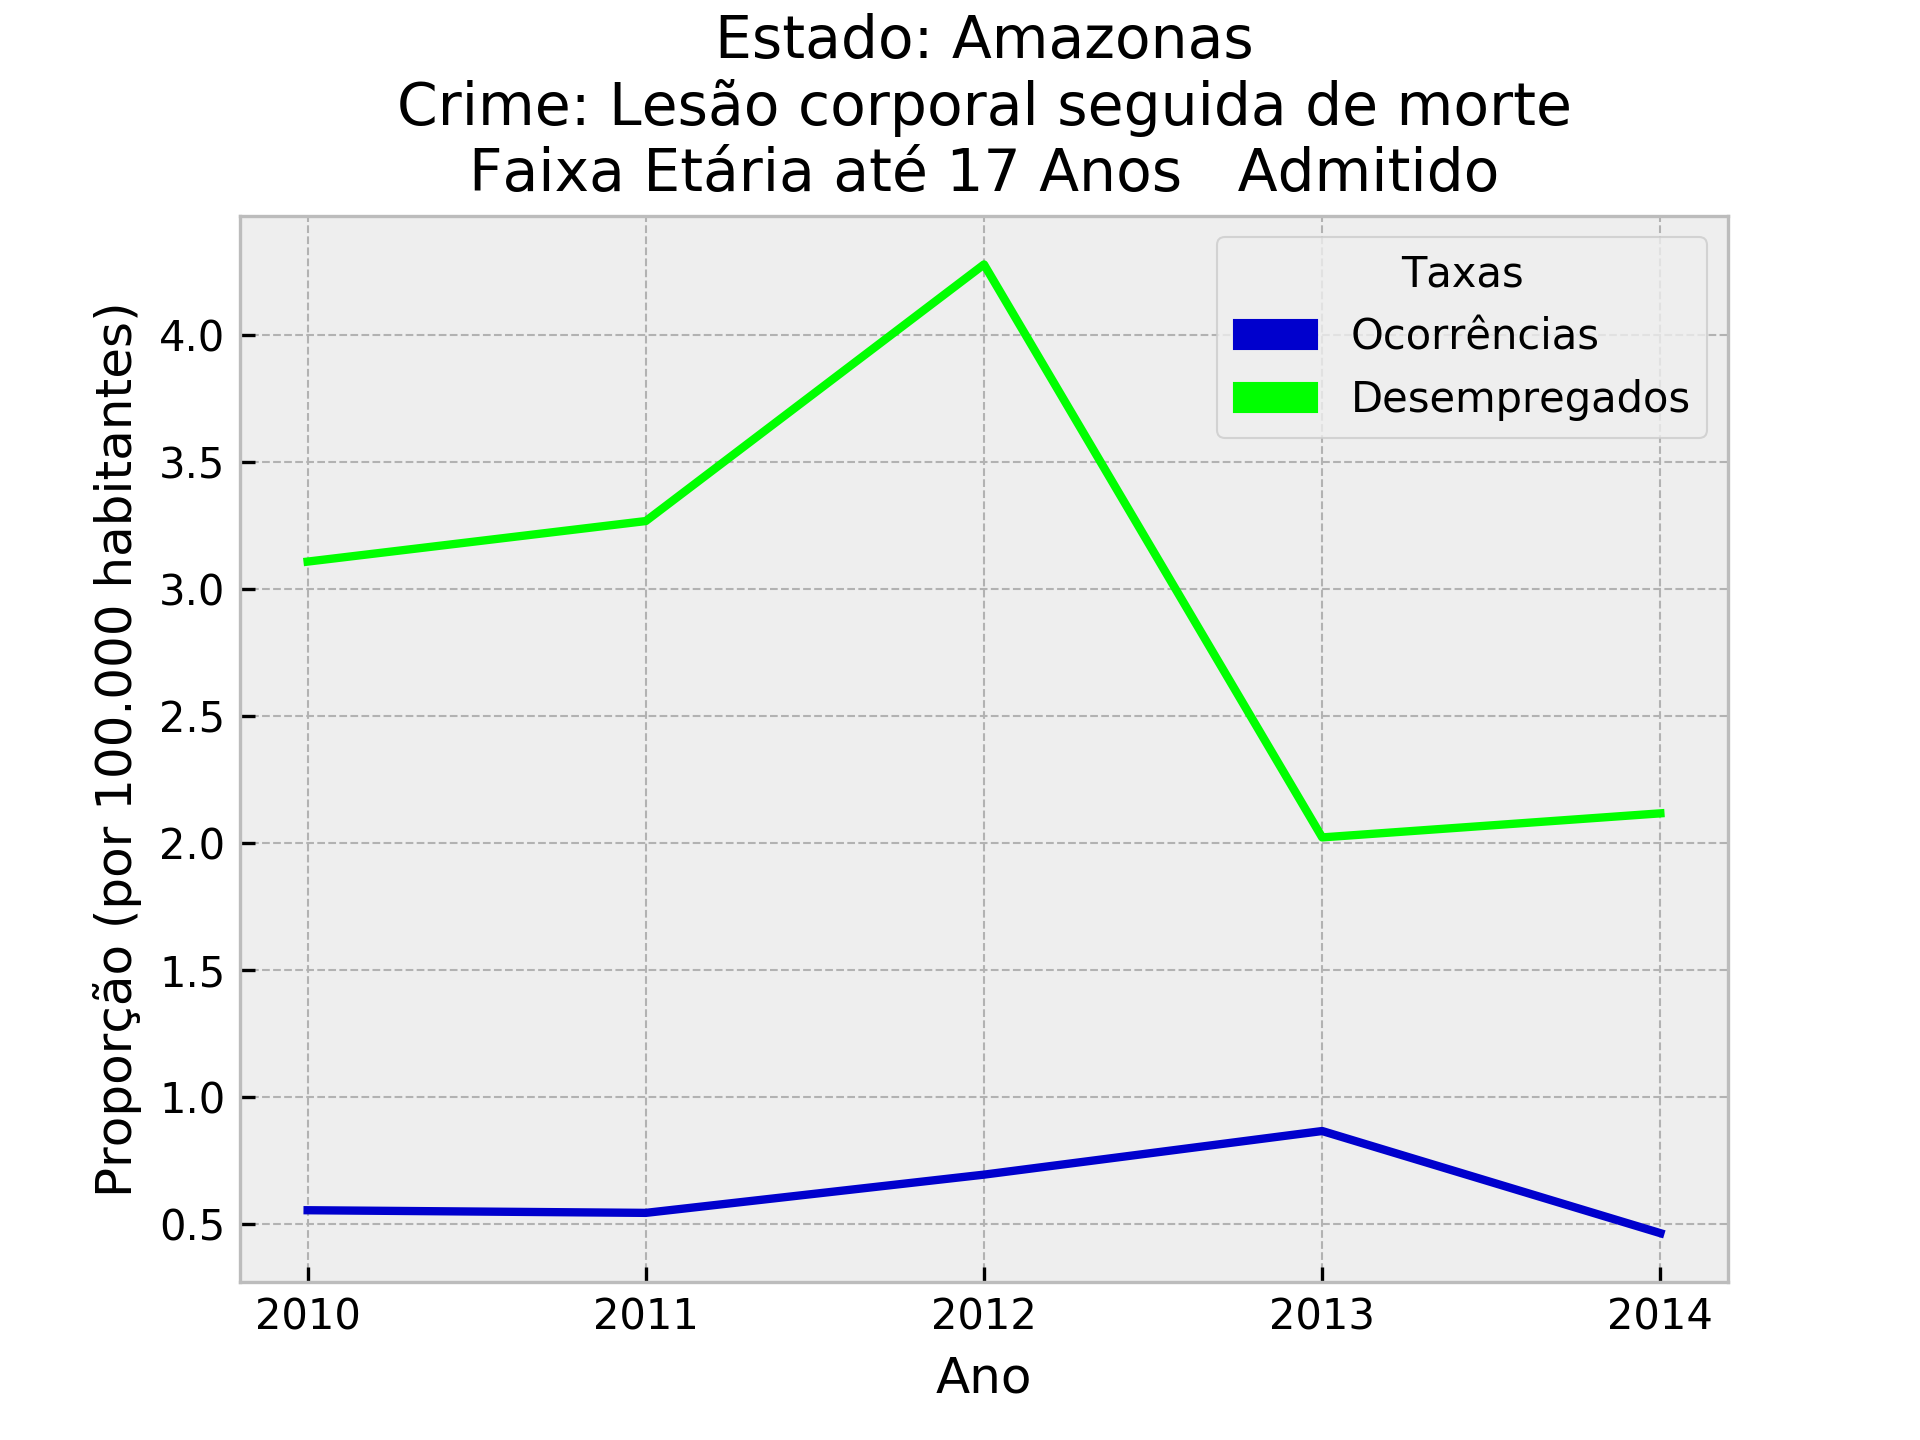 Estado: Amazonas
Crime: Lesão corporal seguida de morte
Faixa Etária até 17 Anos   Admitido
Taxas
Ocorrências
Desempregados
Proporção (por 100.000 habitantes)
4.0
3.5
3.0
2.5
2.0
1.5
1.0
0.5
2010 2011 2012 2013 2014
Ano